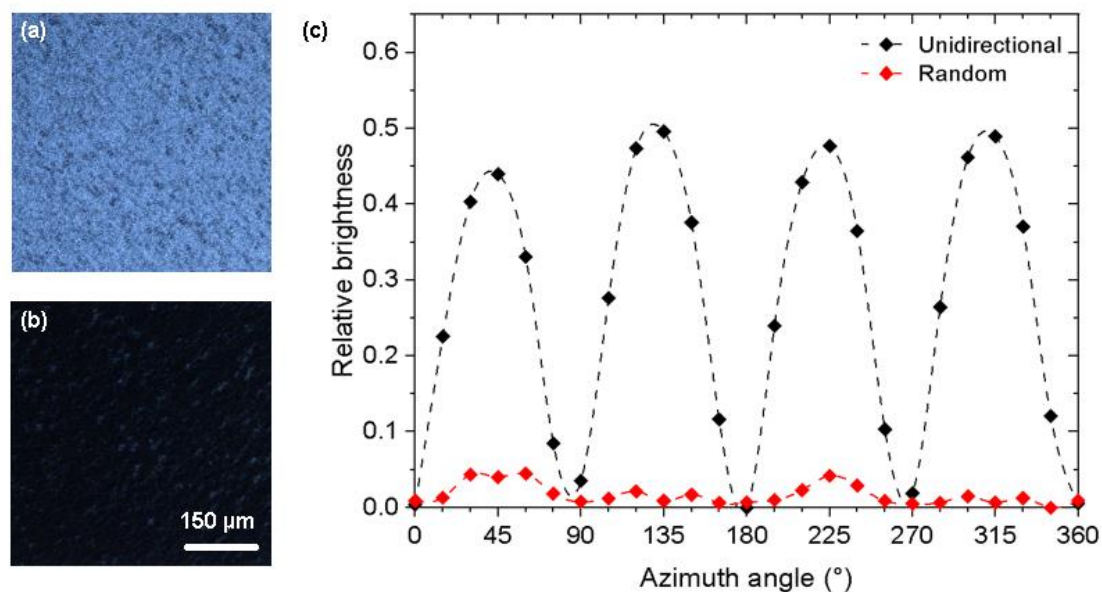 (a)
(b)
150 µm
(c)
Unidirectional
Random
Relative brightness
0.6
0.5
0.4
0.3
0.2
0.1
0.0
0 45 90 135 180 225 270 315 360
Azimuth angle (°)